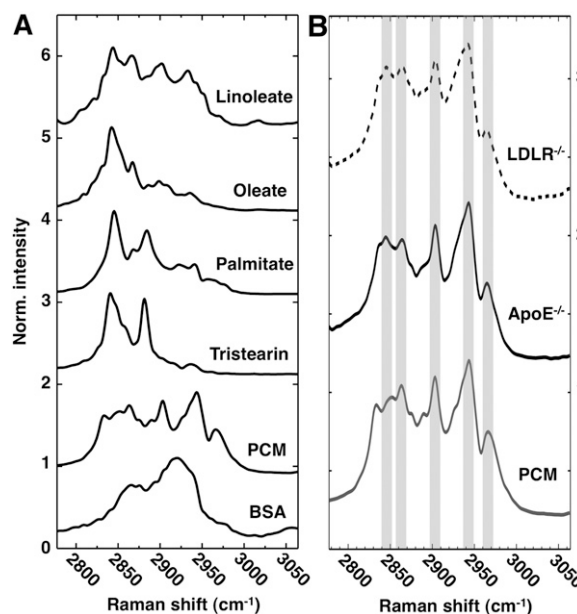 A
B
Norm. intensity
6
5
4
3
2
1
0
Linoleate
Oleate
Palmitate
Tristearin
PCM
BSA
2800
2850
2900
2950
3000
3050
Raman shift (cm-1)
LDLR-/-
ApoE-/-
PCM
2800
2850
2900
2950
3000
3050
Raman shift (cm-1)